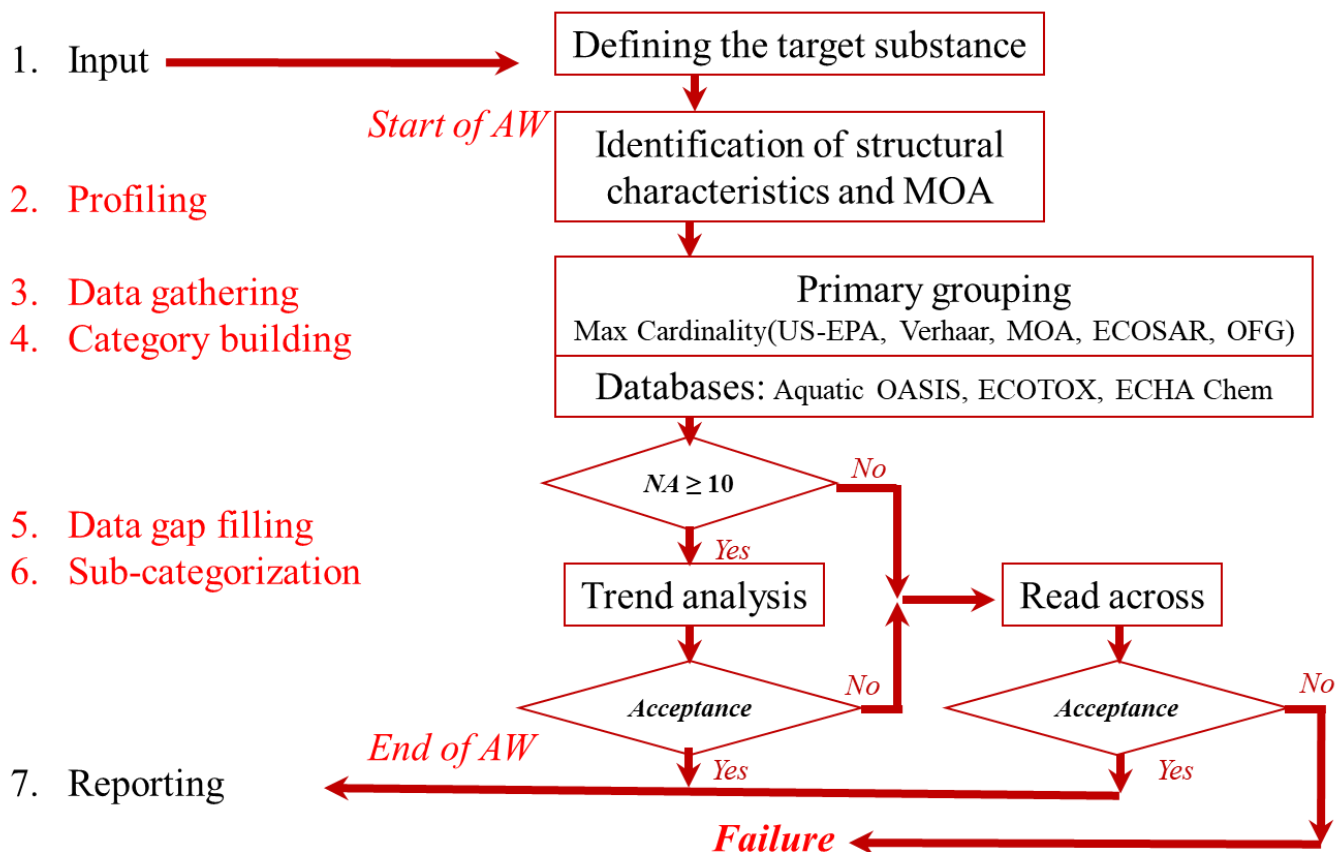 1. Input
Defining the target substance
Start of AW
Identification of structural
characteristics and MOA
2. Profiling
3. Data gathering
4. Category building
Primary grouping
Max Cardinality(US-EPA, Verhaar, MOA, ECOSAR, OFG)
Databases: Aquatic OASIS, ECOTOX, ECHA Chem
NA ≥ 10
No
Yes
5. Data gap filling
6. Sub-categorization
Trend analysis
Read across
Acceptance
No
Acceptance
No
End of AW
Yes
Yes
7. Reporting
Failure